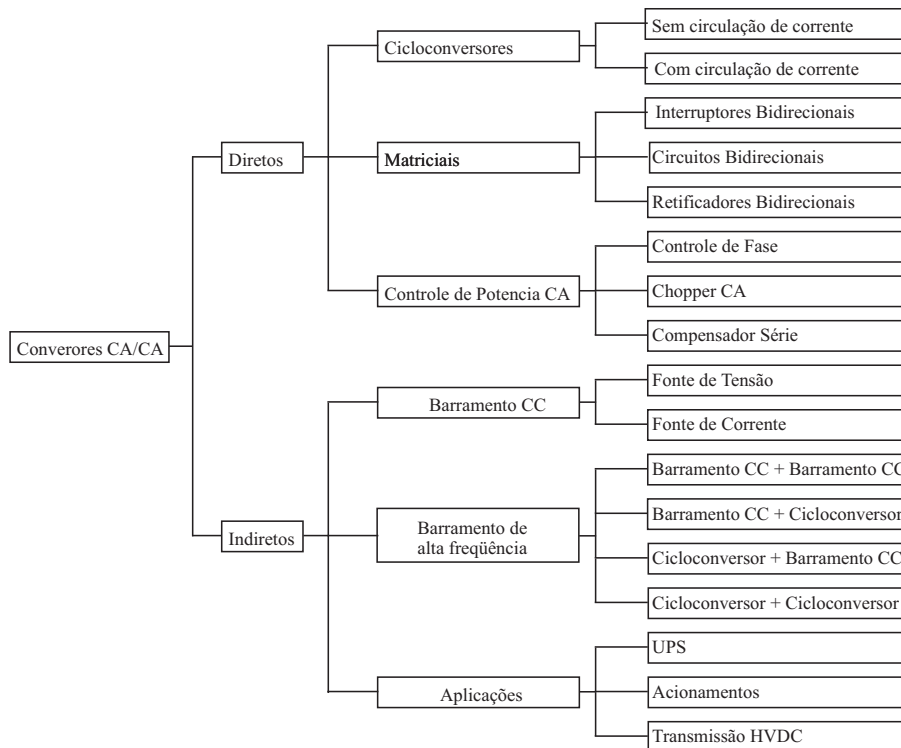 Sem circulação de corrente
Cicloconversores
Com circulação de corrente
Interruptores Bidirecionais
Diretos
Matriciais
Circuitos Bidirecionais
Retificadores Bidirecionais
Controle de Fase
Controle de Potencia CA
Chopper CA
Compensador Série
Converores CA/CA
Fonte de Tensão
Barramento CC
Fonte de Corrente
Barramento CC + Barramento CC
Barramento CC + Cicloconversor
Indiretos
Barramento de
alta freqüência
Cicloconversor + Barramento CC
Cicloconversor + Cicloconversor
UPS
Aplicações
Acionamentos
Transmissão HVDC